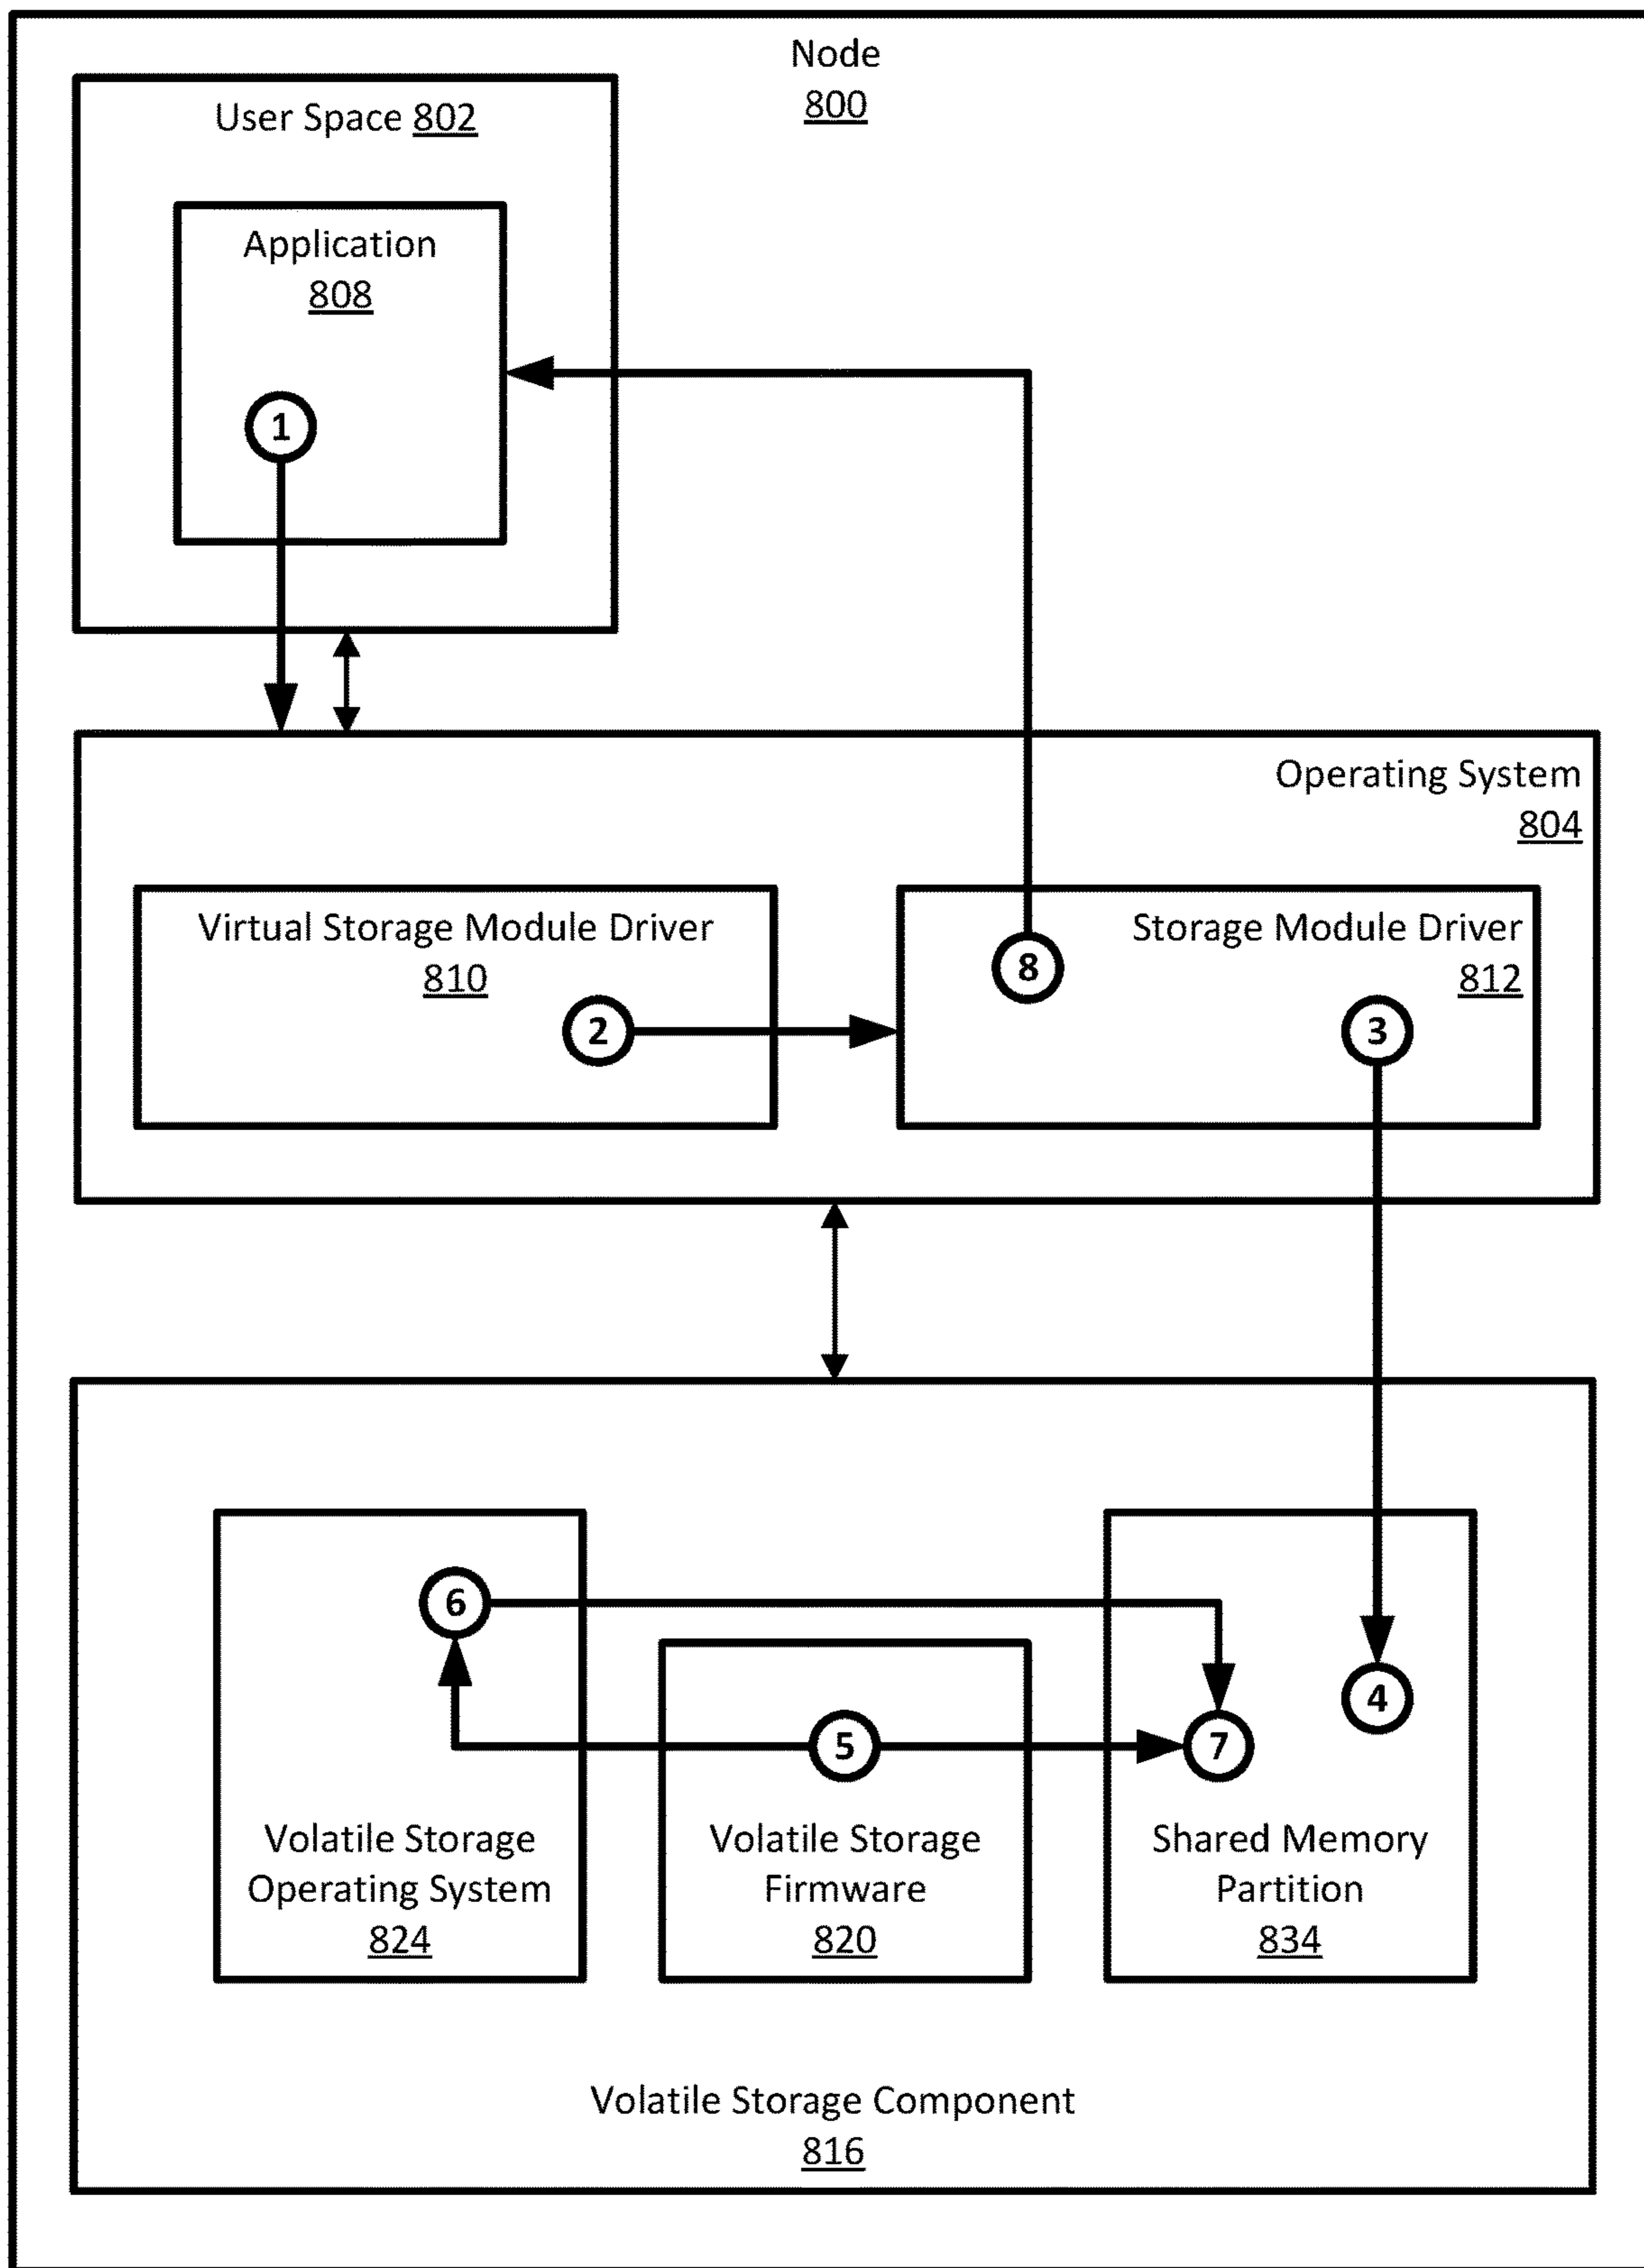 Node
800
User Space 802
Application
808
1
Operating System
804
Virtual Storage Module Driver
810
2
Storage Module Driver
812
8
3
6
4
5
7
Volatile Storage
Operating System
824
Volatile Storage
Firmware
820
Shared Memory
Partition
834
Volatile Storage Component
816